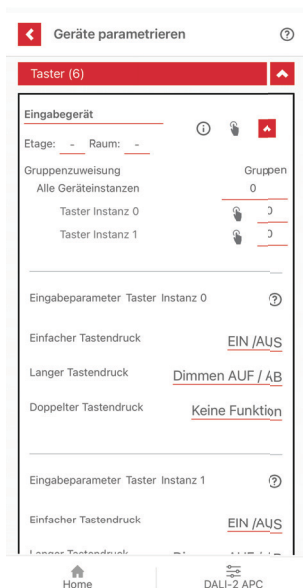 Geräte parametrieren
Taster (6)
Eingabegerät
Etage: - Raum: -
Gruppenzuweisung Gruppen
Alle Geräteinstanzen 0
Taster Instanz 0
Taster Instanz 1
Eingabeparameter Taster Instanz 0
Einfacher Tastendruck EIN /AUS
Langer Tastendruck Dimmen AUF / AB
Doppelter Tastendruck Keine Funktion
Eingabeparameter Taster Instanz 1
Einfacher Tastendruck EIN /AUS
Langer Tastendruck
Home DALI-2 APC